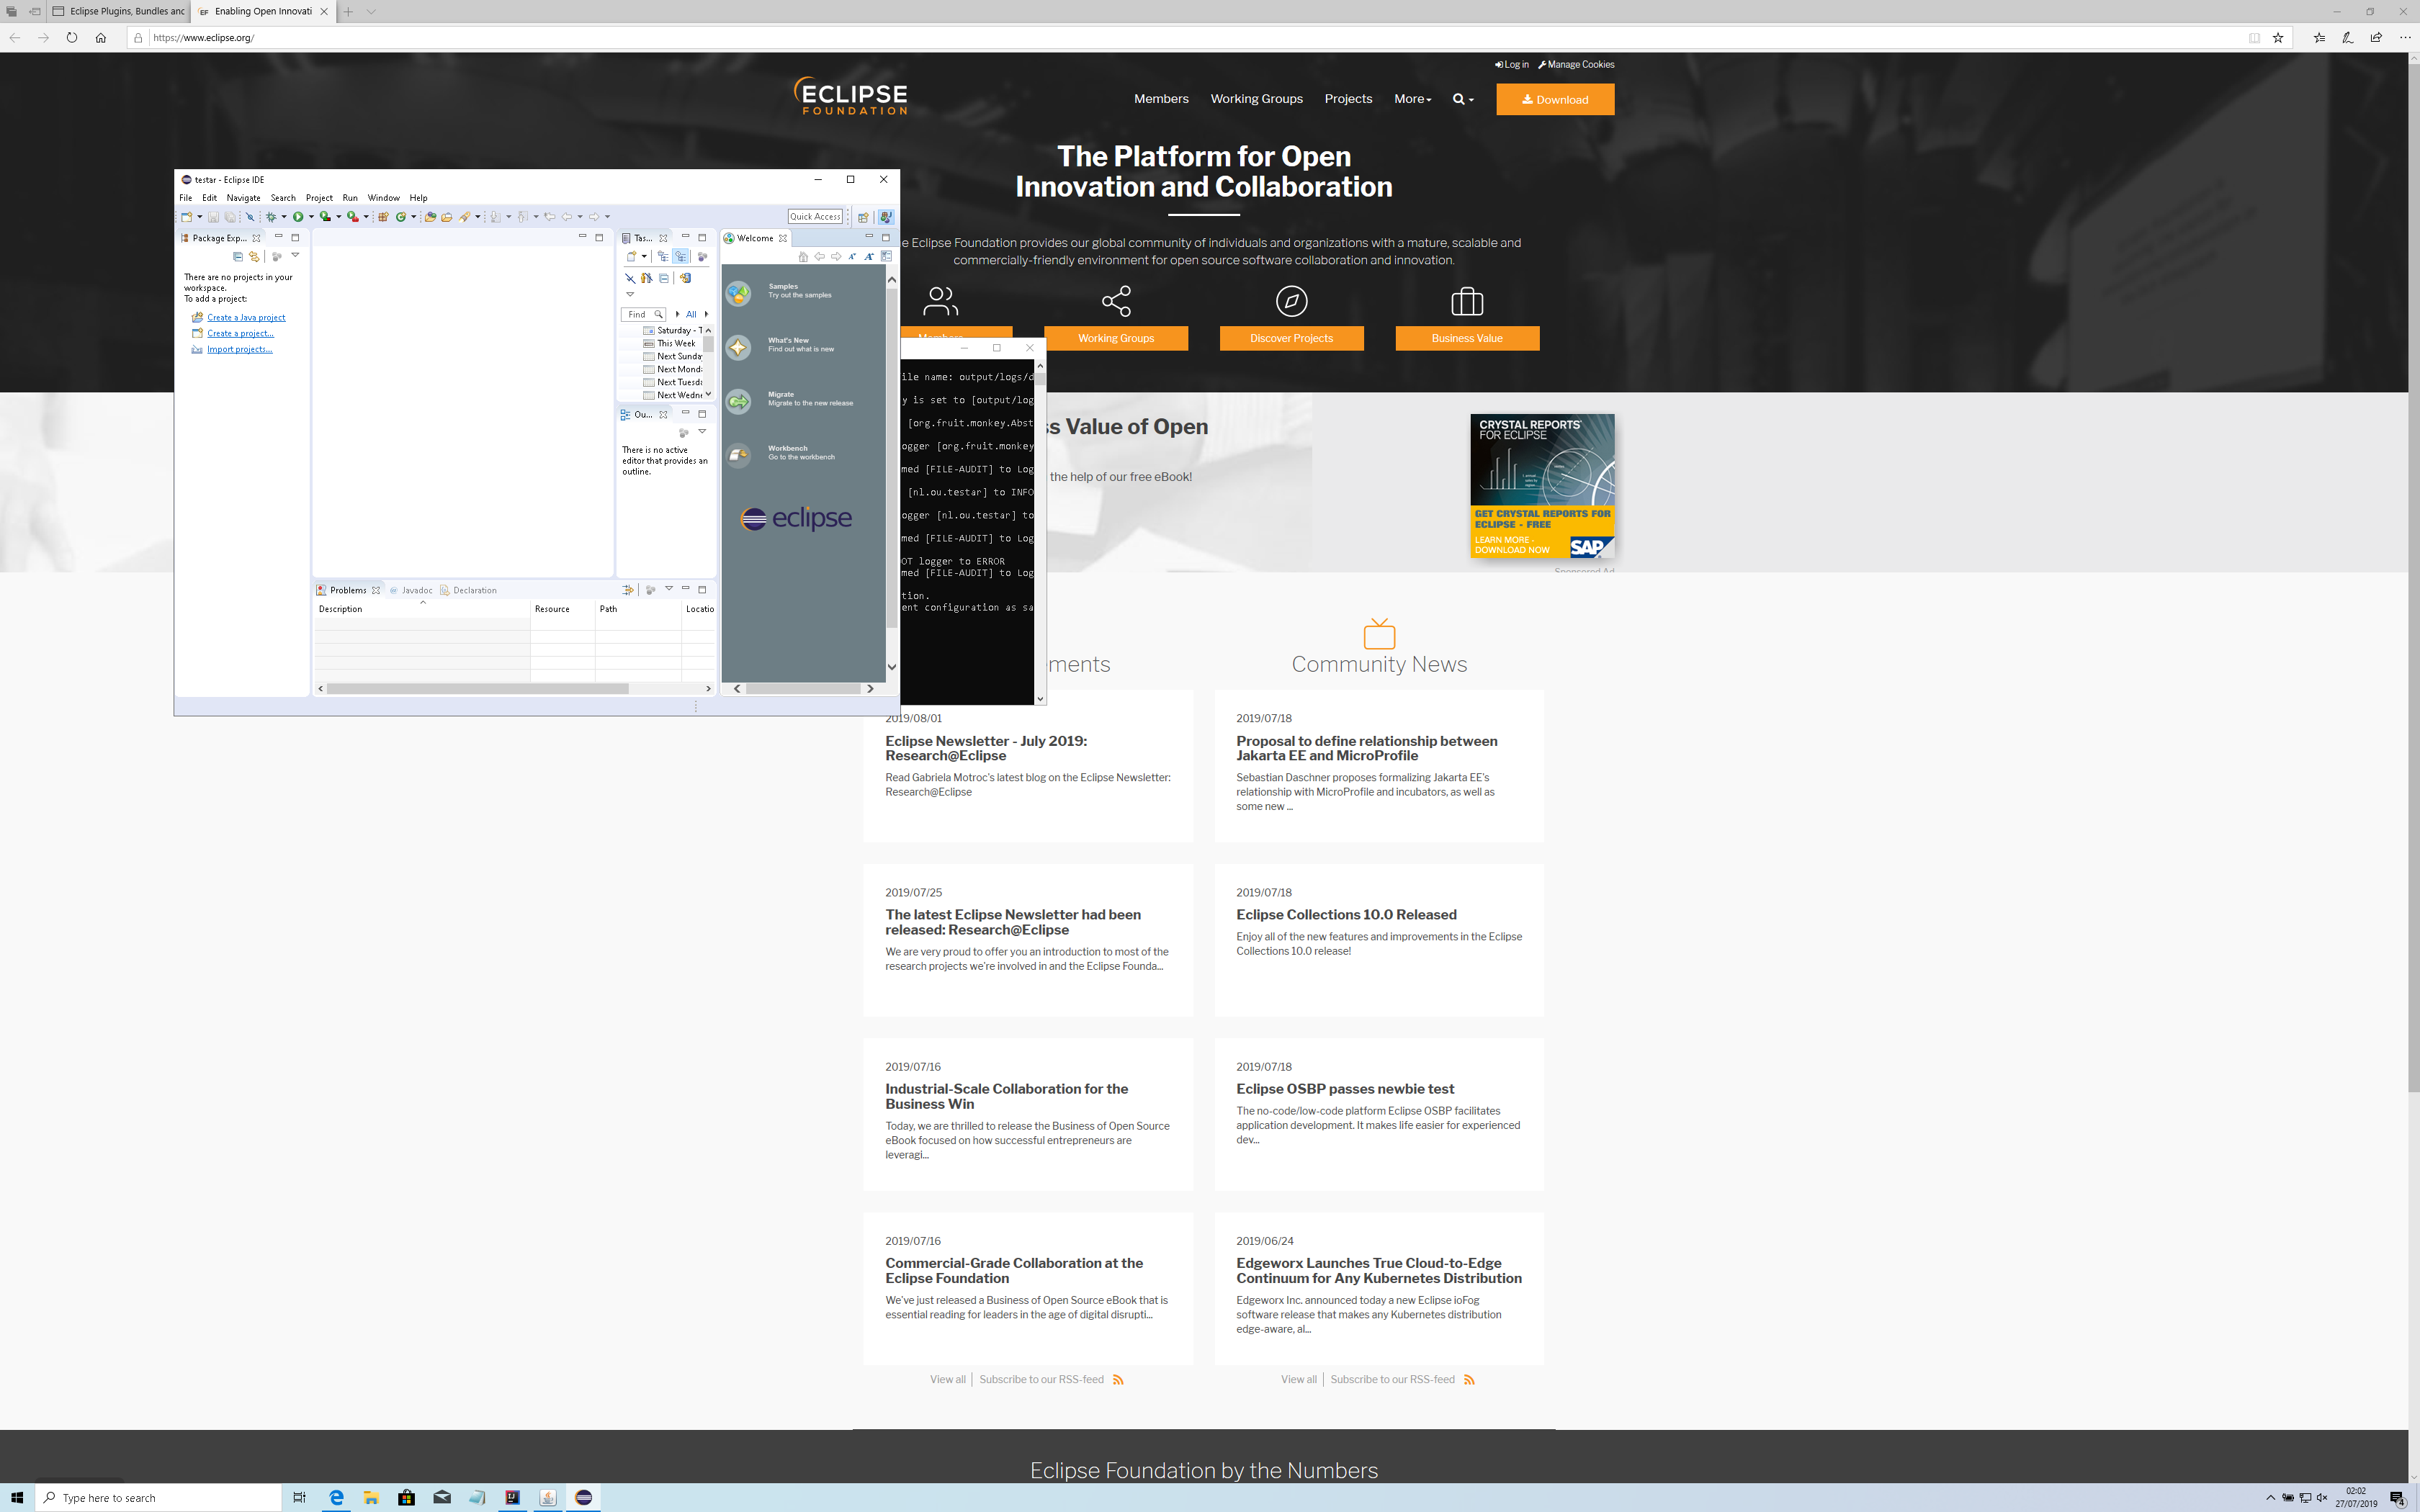 Eclipse Plugins, Bundles and
Enabling Open Innovati
https://www.eclipse.org/
Log in
Manage Cookies
ECLIPSE
FOUNDATION
Members
Working Groups
Projects
More
Download
The Platform for Open
Innovation and Collaboration
e Eclipse Foundation provides our global community of individuals and organizations with a mature, scalable and
commercially-friendly environment for open source software collaboration and innovation.
Working Groups
Discover Projects
Business Value
testar - Eclipse IDE
File Edit Navigate Search Project Run Window Help
Quick Access
Package Exp...
There are no projects in your
workspace.
To add a project:
Create a Java project
Create a project...
Import projects...
Tas...
Find
All
Saturday - T
This Week
Next Sunda
Next Monda
Next Tuesda
Next Wedne
Ou...
There is no active
editor that provides an
outline.
Welcome
Samples
Try out the samples
What's New
Find out what is new
Migrate
Migrate to the new release
Workbench
Go to the workbench
eclipse
Problems
Javadoc
Declaration
Description
Resource
Path
Locatio
ile name: output/logs/d
y is set to [output/log
[org.fruit.monkey.Abst
ogger [org.fruit.monkey
med [FILE-AUDIT] to Log
[nl.ou.testar] to INFO
ogger [nl.ou.testar] to
med [FILE-AUDIT] to Log
OT logger to ERROR
med [FILE-AUDIT] to Log
tion.
ent configuration as sa
ss Value of Open
the help of our free eBook!
CRYSTAL REPORTS
FOR ECLIPSE
GET CRYSTAL REPORTS FOR
ECLIPSE - FREE
LEARN MORE -
DOWNLOAD NOW
SAP
Sponsored Ad
ments
2019/08/01
Eclipse Newsletter - July 2019:
Research@Eclipse
Read Gabriela Motroc's latest blog on the Eclipse Newsletter:
Research@Eclipse
2019/07/25
The latest Eclipse Newsletter had been
released: Research@Eclipse
We are very proud to offer you an introduction to most of the
research projects we're involved in and the Eclipse Founda...
2019/07/16
Industrial-Scale Collaboration for the
Business Win
Today, we are thrilled to release the Business of Open Source
eBook focused on how successful entrepreneurs are
leveragi...
2019/07/16
Commercial-Grade Collaboration at the
Eclipse Foundation
We've just released a Business of Open Source eBook that is
essential reading for leaders in the age of digital disrupti...
View all
Subscribe to our RSS-feed
Community News
2019/07/18
Proposal to define relationship between
Jakarta EE and MicroProfile
Sebastian Daschner proposes formalizing Jakarta EE's
relationship with MicroProfile and incubators, as well as
some new ...
2019/07/18
Eclipse Collections 10.0 Released
Enjoy all of the new features and improvements in the Eclipse
Collections 10.0 release!
2019/07/18
Eclipse OSBP passes newbie test
The no-code/low-code platform Eclipse OSBP facilitates
application development. It makes life easier for experienced
dev...
2019/06/24
Edgeworx Launches True Cloud-to-Edge
Continuum for Any Kubernetes Distribution
Edgeworx Inc. announced today a new Eclipse ioFog
software release that makes any Kubernetes distribution
edge-aware, al...
View all
Subscribe to our RSS-feed
Eclipse Foundation by the Numbers
Type here to search
02:02
27/07/2019
4